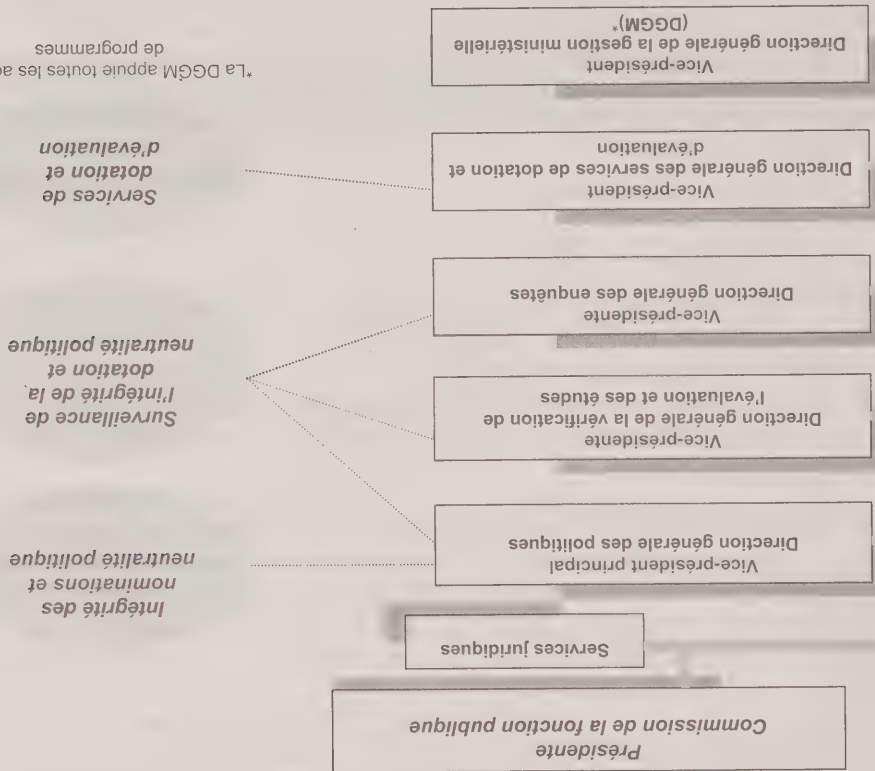 Présidente
Commission de la fonction publique
Services juridiques
Vice-président principal
Direction générale des politiques
Intégrité des
nominations et
neutralité politique
Vice-présidente
Direction générale de la vérification de
l'évaluation et des études
Surveillance de
l'intégrité de la
dotation et
neutralité politique
Vice-présidente
Direction générale des enquêtes
Vice-président
Direction générale des services de dotation et
d'évaluation
Services de
dotation et
d'évaluation
Vice-président
Direction générale de la gestion ministérielle
(DGGM)*
*La DGGM appuie toutes les
de programmes